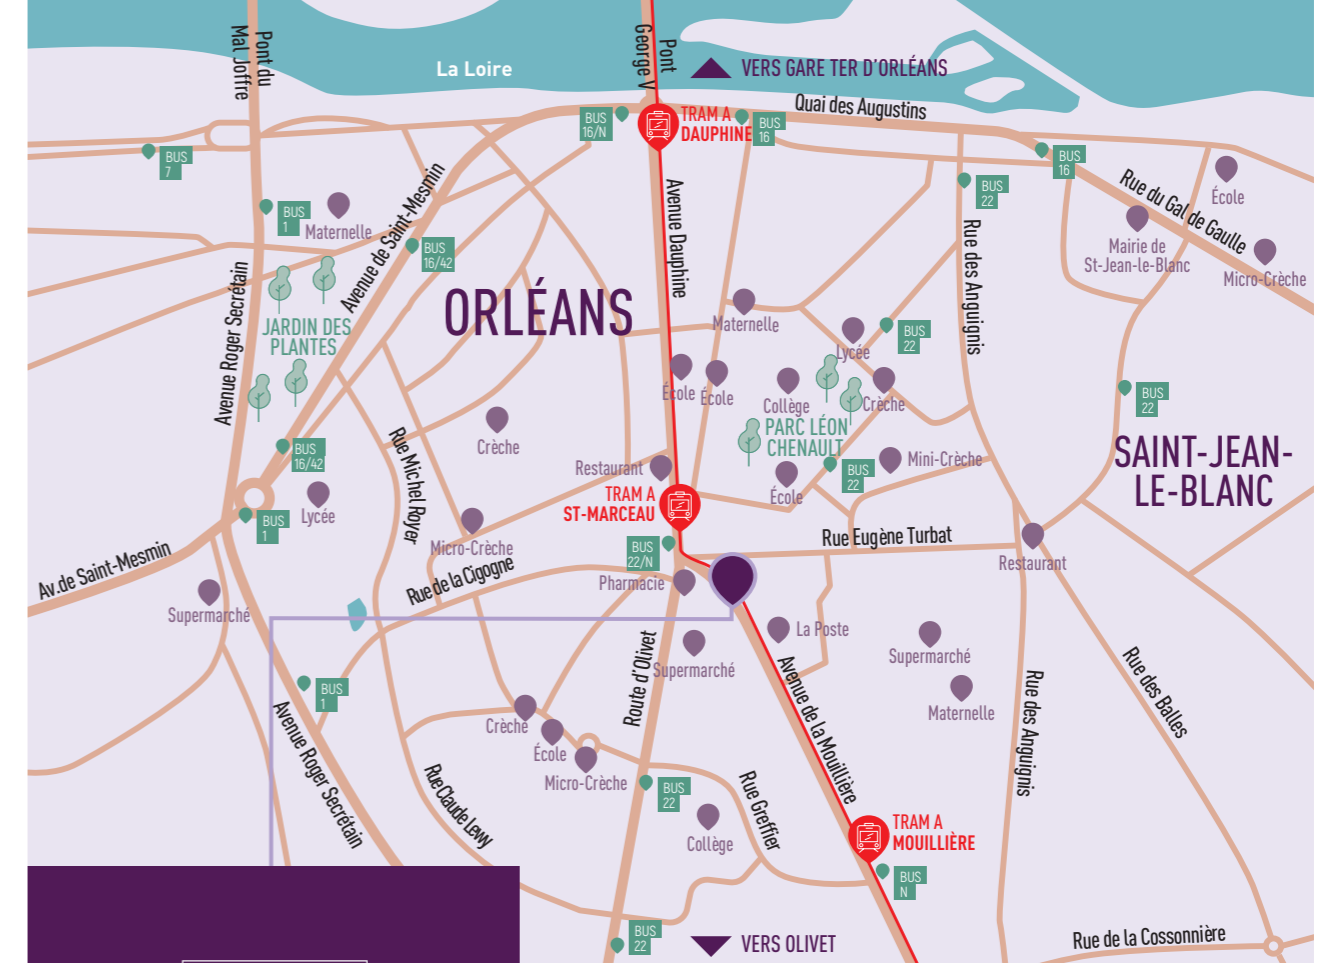 Pont du
Mal Joffre
La Loire
Pont
George V
VERS GARE TER D'ORLÉANS
TRAM A
DAUPHINE
BUS
16/N
BUS
16
Quai des Augustins
BUS
7
BUS
16
BUS
22
École
Rue du Gal de Gaulle
BUS
1
Maternelle
Avenue de Saint-Mesmin
BUS
16/42
Avenue Dauphine
Rue des Anguignis
Mairie de
St-Jean-le-Blanc
Micro-Crèche
ORLÉANS
Avenue Roger Secrétain
JARDIN DES
PLANTES
Maternelle
Lycée
BUS
22
École
École
Collège
Crèche
BUS
22
PARC LÉON
CHENAULT
Crèche
Rue Michel Royer
BUS
16/42
Restaurant
Mini-Crèche
BUS
22
École
SAINT-JEAN-
LE-BLANC
TRAM A
ST-MARCEAU
Lycée
BUS
1
Micro-Crèche
BUS
22/N
Rue Eugène Turbat
Restaurant
Av. de Saint-Mesmin
Rue de la Cigogne
Pharmacie
Supermarché
La Poste
Supermarché
Supermarché
Route d'Olivet
Avenue de la Mouillière
Maternelle
Rue des Anguignis
Rue des Balles
BUS
1
Avenue Roger Secrétain
Crèche
École
Micro-Crèche
Rue Claude Lewy
BUS
22
Rue Greffier
Collège
TRAM A
MOUILLIÈRE
BUS
N
BUS
22
VERS OLIVET
Rue de la Cossonnière